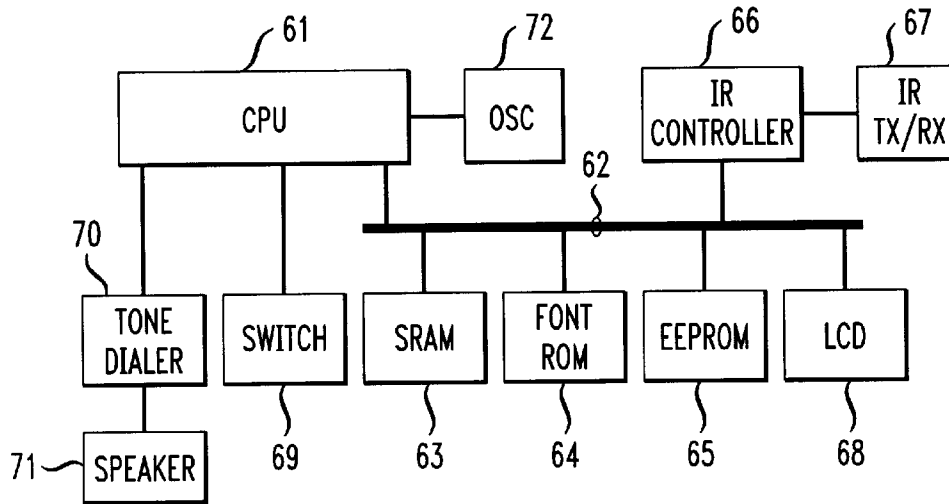 61
72
66
67
CPU
OSC
IR
CONTROLLER
IR
TX/RX
62
70
TONE
DIALER
SWITCH
SRAM
FONT
ROM
EEPROM
LCD
71
SPEAKER
69
63
64
65
68